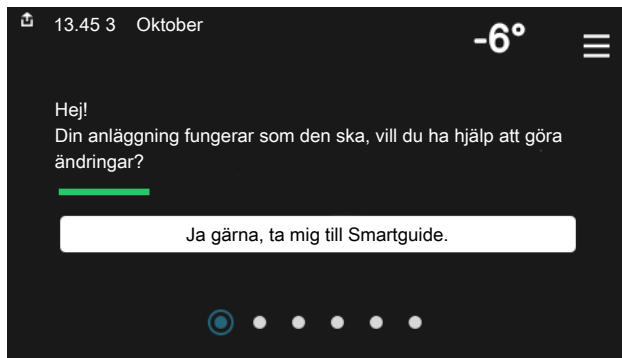 13.45 3 Oktober
-6°
Hej!
Din anläggning fungerar som den ska, vill du ha hjälp att göra
ändringar?
Ja gärna, ta mig till Smartguide.